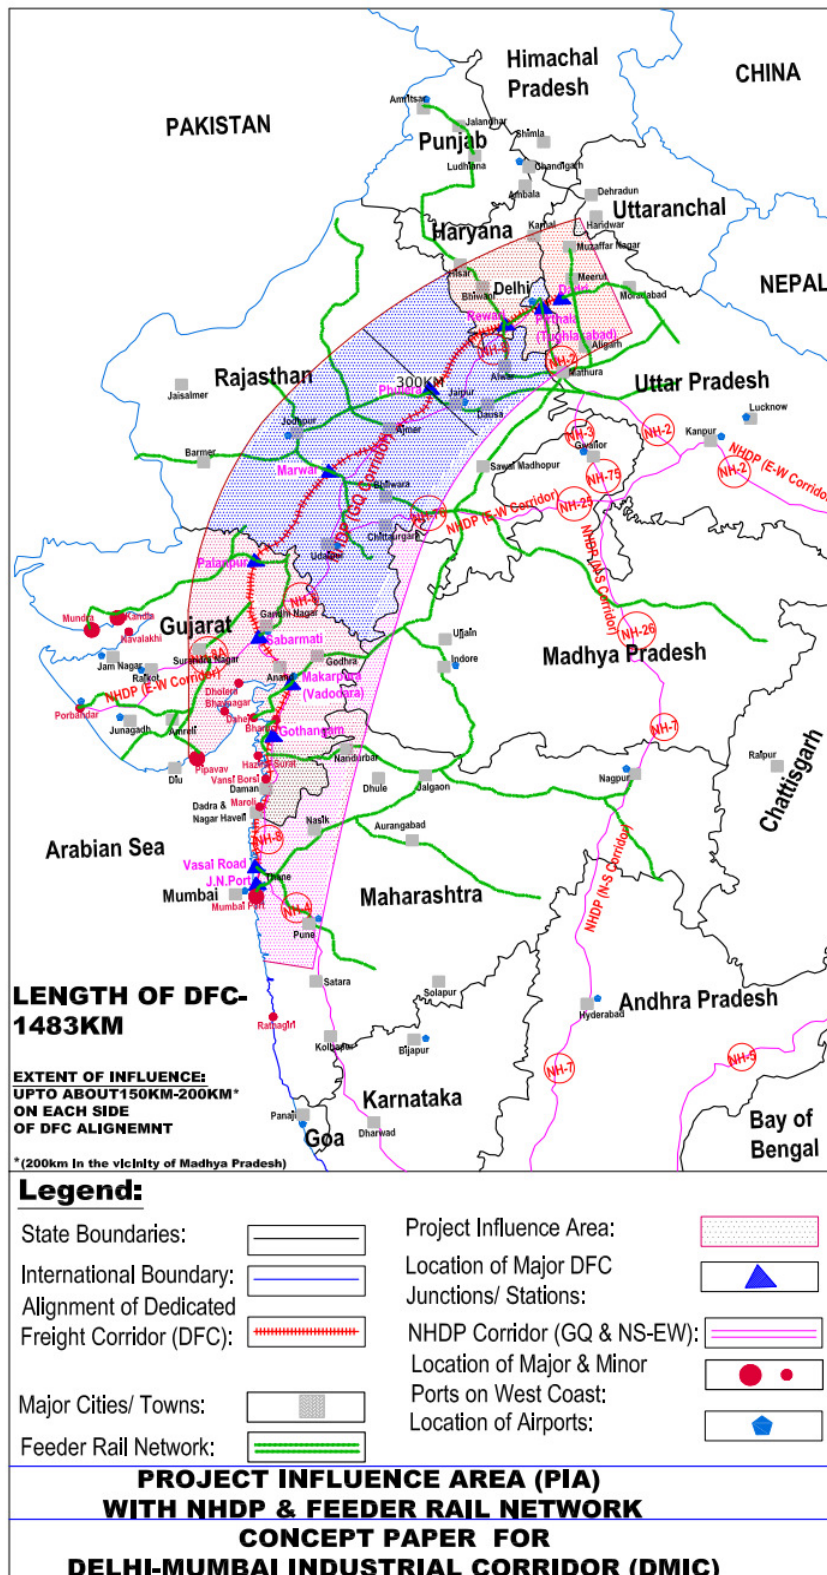 Himachal
Pradesh
CHINA
PAKISTAN
Amritsar
Jalandhar
Punjab
Shimla
Ludhiana
Chandigarh
Ambala
Dehradun
Uttaranchal
Haridwar
Haryana
Karnal
Muzaffar Nagar
Hisar
Meerut
NEPAL
Bhiwani
Delhi
Dadri
Moradabad
Rewari
Pirthala
(Tughlakabad)
Aligarh
NH-8
NH-2
Mathura
Alwar
Rajasthan
300KM
Phulera
Uttar Pradesh
Jaisalmer
Jaipur
Dausa
Lucknow
Jodhpur
Ajmer
NH-3
NH-2
Kanpur
Gwalior
Barmer
Marwar
Sawai Madhopur
NH-75
NH-2
NHDP (E-W Corridor)
NHDP (GQ Corridor)
Bhilwara
NH-76
NHDP (E-W Corridor)
NH-25
Chittaurgarh
Udaipur
NHDP (N-S Corridor)
Palanpur
NH-8
Gandhi Nagar
Mundra
Kandla
Navalakhi
Gujarat
Sabarmati
NH-26
Ujjain
Madhya Pradesh
NH-8A
Surendra Nagar
Jam Nagar
Rajkot
Anand
Godhra
Indore
NHDP (E-W Corridor)
Dholera
Makarpura
(Vadodara)
Bhavnagar
Porbandar
Junagadh
Amreli
Dahej
Bharuch
Gothangam
NH-7
Pipavav
Diu
Hazira
Surat
Nandurbar
Vansi Borsi
Daman
Dhule
Jalgaon
Nagpur
Raipur
Chattisgarh
Dadra &
Nagar Haveli
Maroli
Nasik
Aurangabad
NH-8
Arabian Sea
Vasai Road
J.N.Port
Thane
Mumbai
Mumbai Port
Maharashtra
NHDP (N-S Corridor)
NH-4
Pune
LENGTH OF DFC-
1483KM
Satara
Solapur
Andhra Pradesh
Hyderabad
Ratnagiri
Kolhapur
Bijapur
NH-7
NH-5
EXTENT OF INFLUENCE:
UPTO ABOUT150KM-200KM*
ON EACH SIDE
OF DFC ALIGNEMNT
Karnataka
Panaji
Goa
Dharwad
Bay of
Bengal
*(200km in the vicinity of Madhya Pradesh)
Legend:
State Boundaries:
International Boundary:
Alignment of Dedicated
Freight Corridor (DFC):
Major Cities/ Towns:
Feeder Rail Network:
Project Influence Area:
Location of Major DFC
Junctions/ Stations:
NHDP Corridor (GQ & NS-EW):
Location of Major & Minor
Ports on West Coast:
Location of Airports:
PROJECT INFLUENCE AREA (PIA)
WITH NHDP & FEEDER RAIL NETWORK
CONCEPT PAPER FOR
DELHI-MUMBAI INDUSTRIAL CORRIDOR (DMIC)